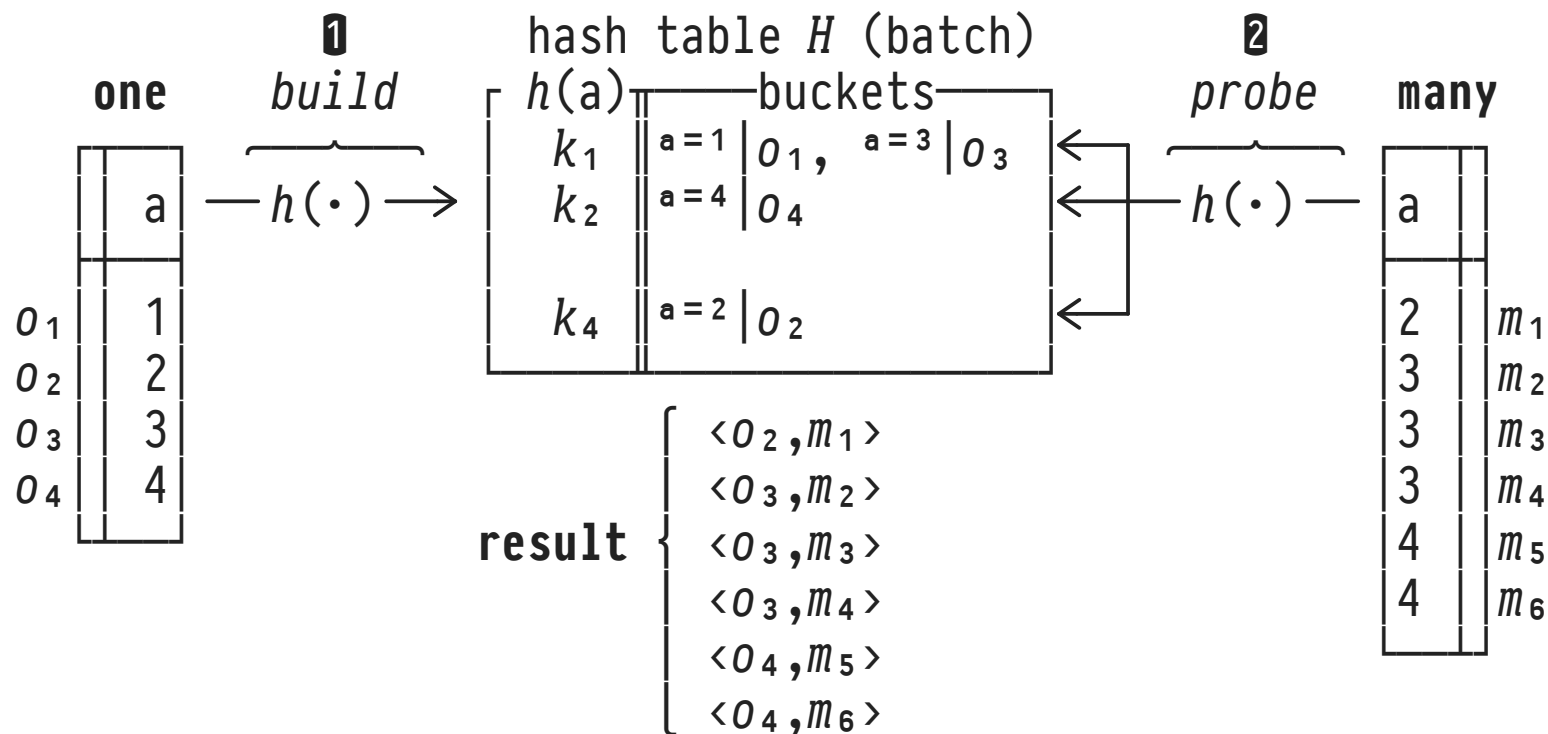 1 hash table H (batch) 2
one build h(a) buckets probe many
k1 a=1|o1, a=3|o3
a h(·) k2 a=4|o4 h(·) a
o1 1 k4 a=2|o2 2 m1
o2 2 3 m2
o3 3 <o2,m1> 3 m3
o4 4 <o3,m2> 3 m4
result <o3,m3> 4 m5
<o3,m4> 4 m6
<o4,m5>
<o4,m6>